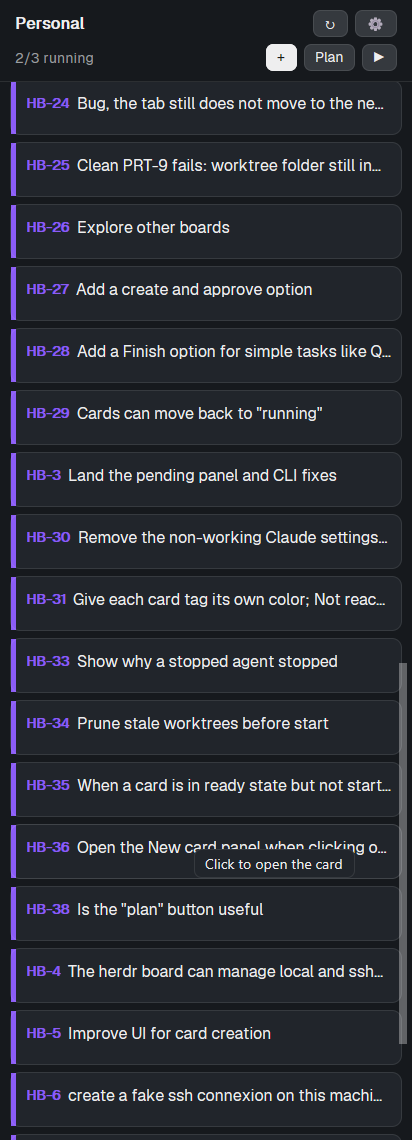 Personal
↻ ⚙
2/3 running + Plan ▶
HB-24 Bug, the tab still does not move to the ne...
HB-25 Clean PRT-9 fails: worktree folder still in...
HB-26 Explore other boards
HB-27 Add a create and approve option
HB-28 Add a Finish option for simple tasks like Q...
HB-29 Cards can move back to "running"
HB-3 Land the pending panel and CLI fixes
HB-30 Remove the non-working Claude settings...
HB-31 Give each card tag its own color; Not reac...
HB-33 Show why a stopped agent stopped
HB-34 Prune stale worktrees before start
HB-35 When a card is in ready state but not start...
HB-36 Open the New card panel when clicking o...
Click to open the card
HB-38 Is the "plan" button useful
HB-4 The herdr board can manage local and ssh...
HB-5 Improve UI for card creation
HB-6 create a fake ssh connexion on this machi...